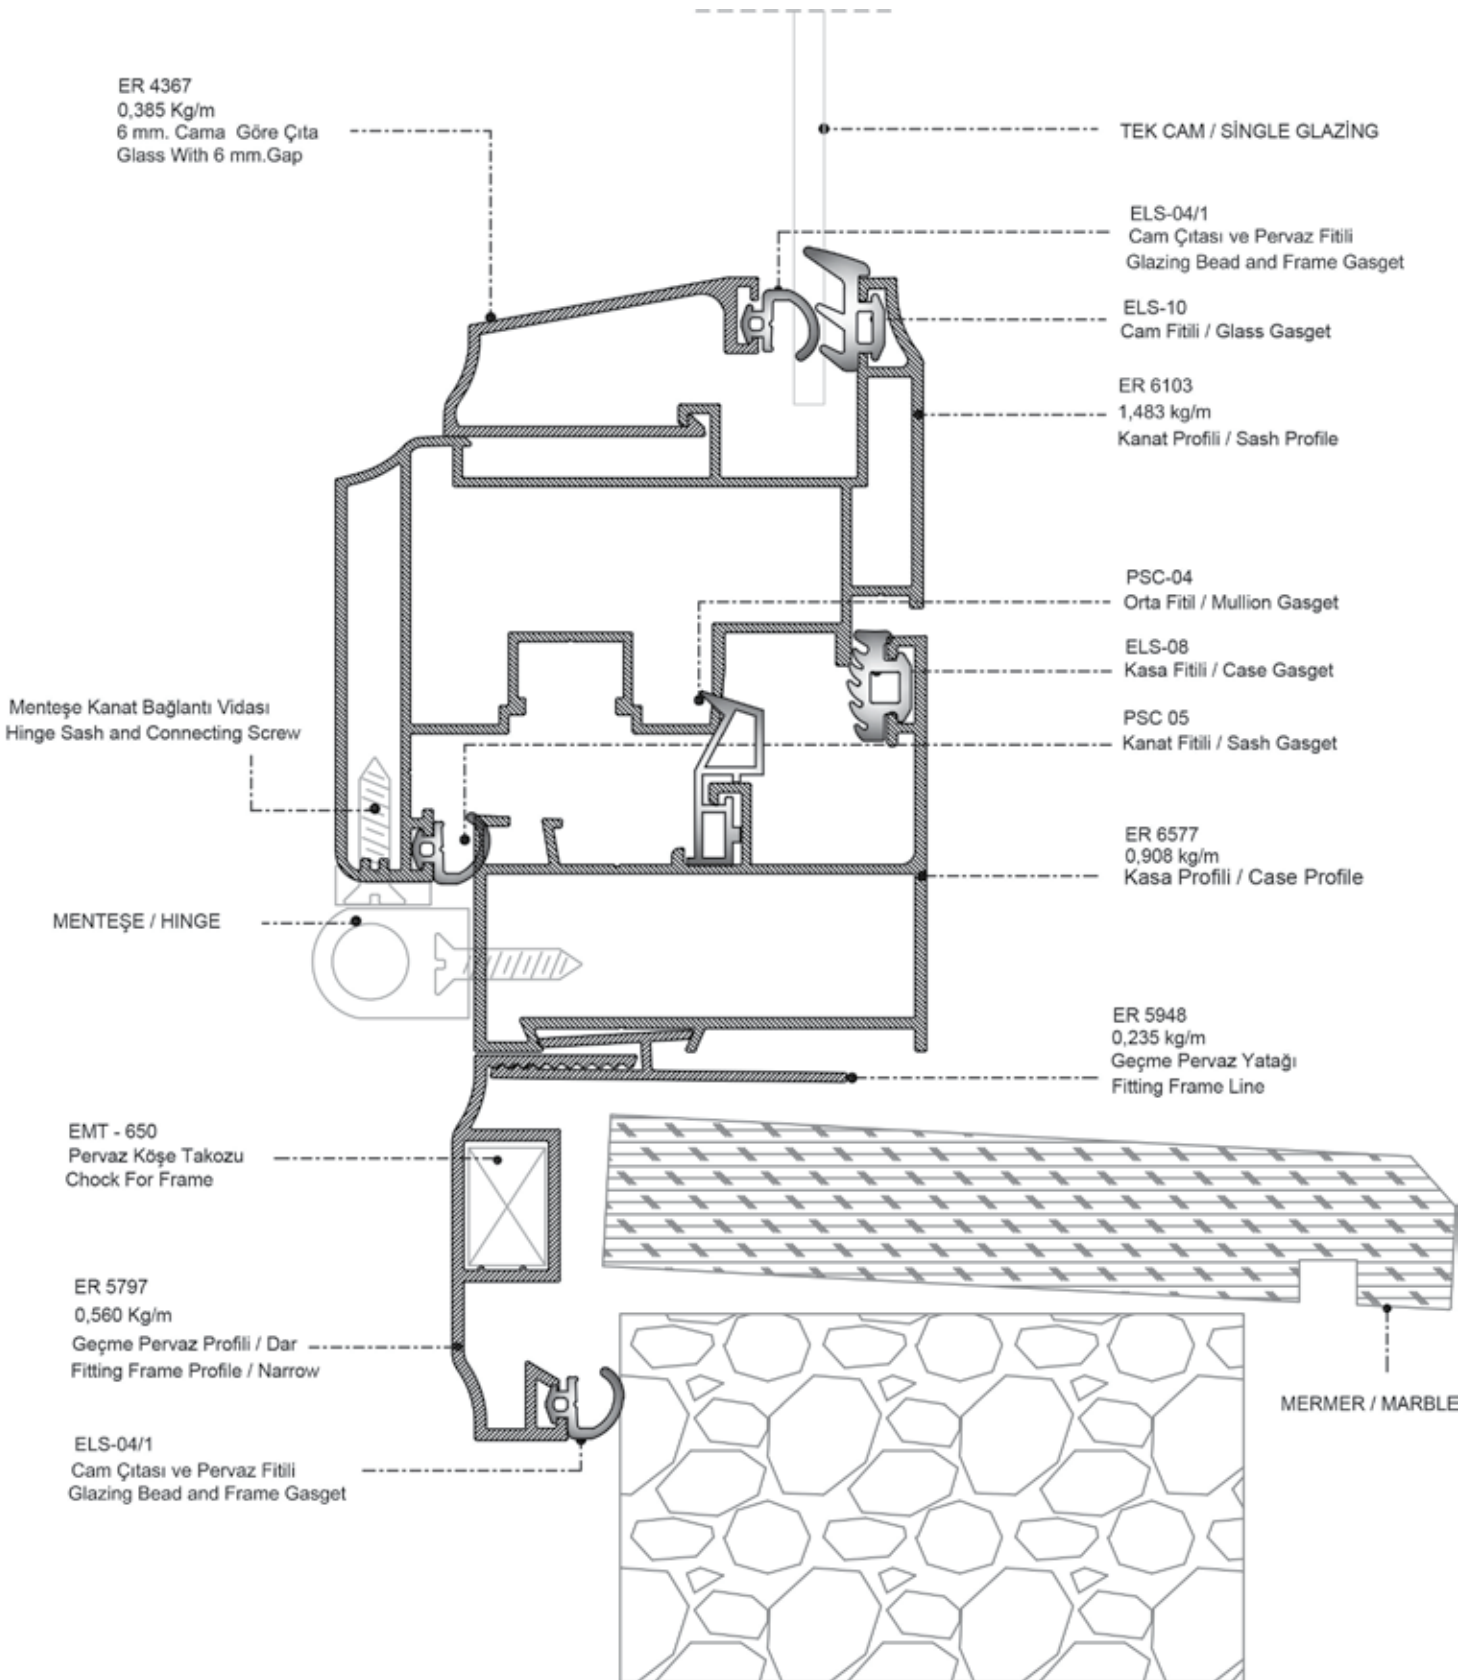 ER 4367
0,385 Kg/m
6 mm. Cama Göre Çıta
Glass With 6 mm.Gap
TEK CAM / SİNGLE GLAZİNG
ELS-04/1
Cam Çıtası ve Pervaz Fitili
Glazing Bead and Frame Gasget
ELS-10
Cam Fitili / Glass Gasget
ER 6103
1,483 kg/m
Kanat Profili / Sash Profile
PSC-04
Orta Fitil / Mullion Gasget
ELS-08
Kasa Fitili / Case Gasget
PSC 05
Kanat Fitili / Sash Gasget
Menteşe Kanat Bağlantı Vidası
Hinge Sash and Connecting Screw
ER 6577
0,908 kg/m
Kasa Profili / Case Profile
MENTEŞE / HINGE
ER 5948
0,235 kg/m
Geçme Pervaz Yatağı
Fitting Frame Line
EMT - 650
Pervaz Köşe Takozu
Chock For Frame
ER 5797
0,560 Kg/m
Geçme Pervaz Profili / Dar
Fitting Frame Profile / Narrow
MERMER / MARBLE
ELS-04/1
Cam Çıtası ve Pervaz Fitili
Glazing Bead and Frame Gasget